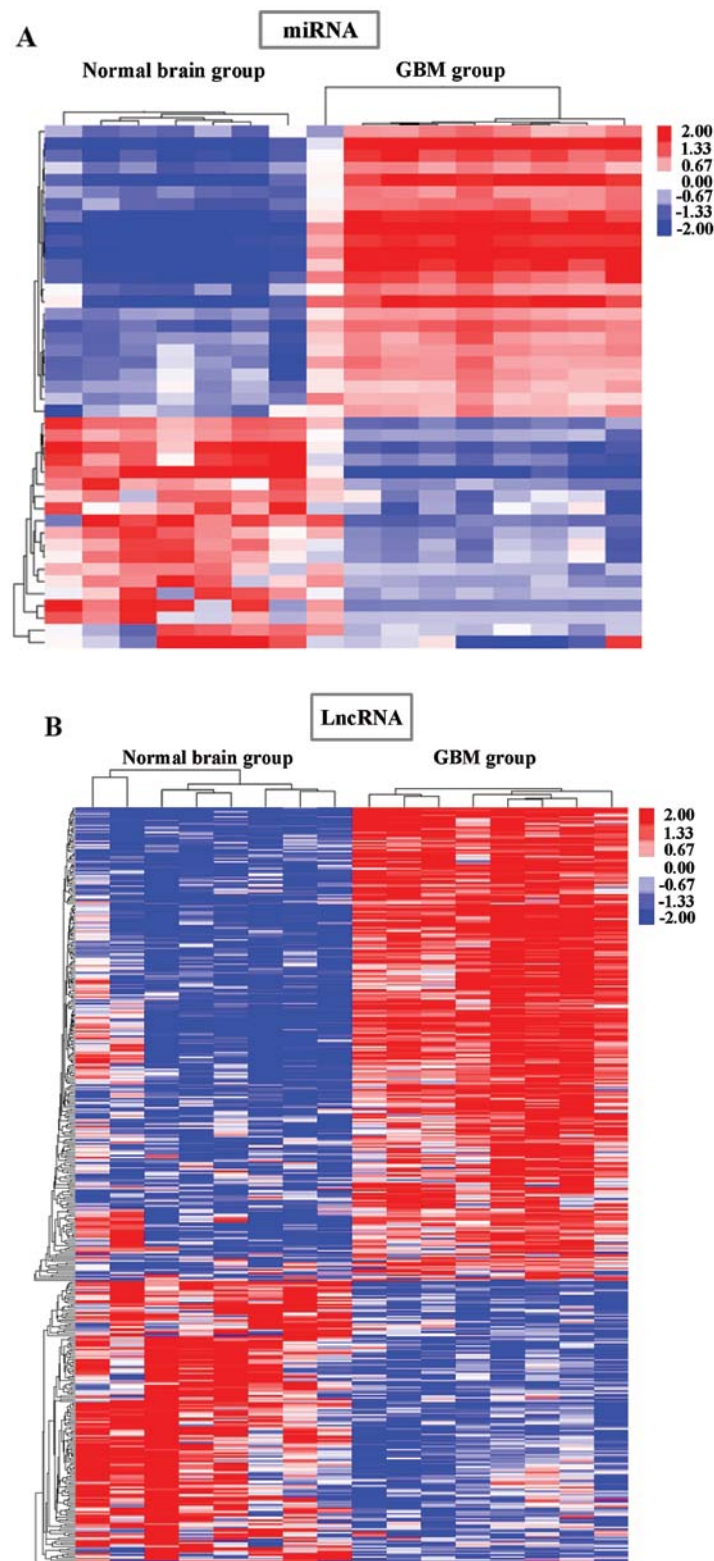 A
miRNA
Normal brain group
GBM group
2.00
1.33
0.67
0.00
-0.67
-1.33
-2.00
B
LncRNA
Normal brain group
GBM group
2.00
1.33
0.67
0.00
-0.67
-1.33
-2.00